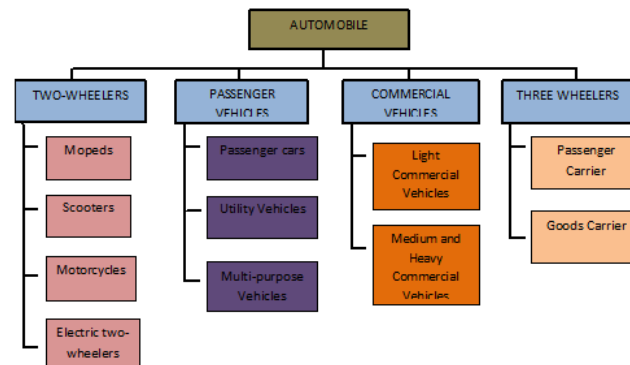 AUTOMOBILE
TWO-WHEELERS
PASSENGER
VEHICLES
COMMERCIAL
VEHICLES
THREE WHEELERS
Mopeds
Scooters
Motorcycles
Electric two-
wheelers
Passenger cars
Utility Vehicles
Multi-purpose
Vehicles
Light
Commercial
Vehicles
Medium and
Heavy
Commercial
Vehicles
Passenger
Carrier
Goods Carrier